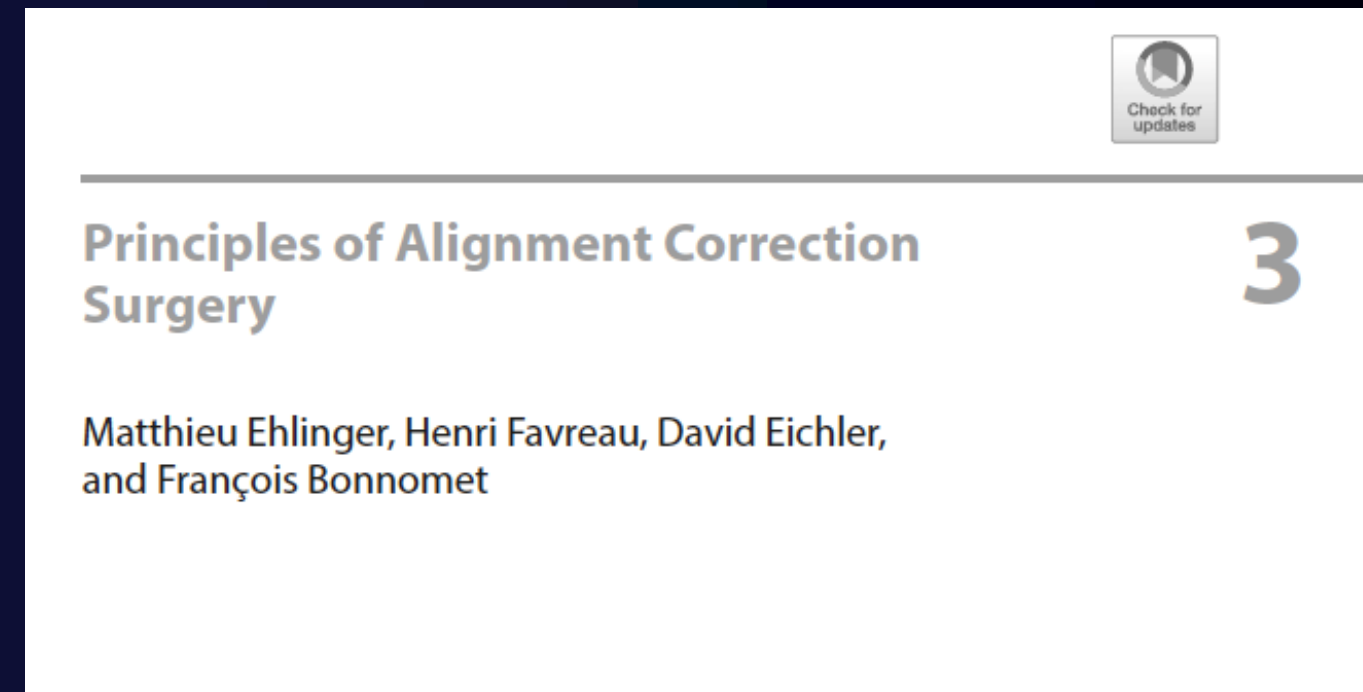 Check for
updates
Principles of Alignment Correction
Surgery
3
Matthieu Ehlinger, Henri Favreau, David Eichler,
and François Bonnomet